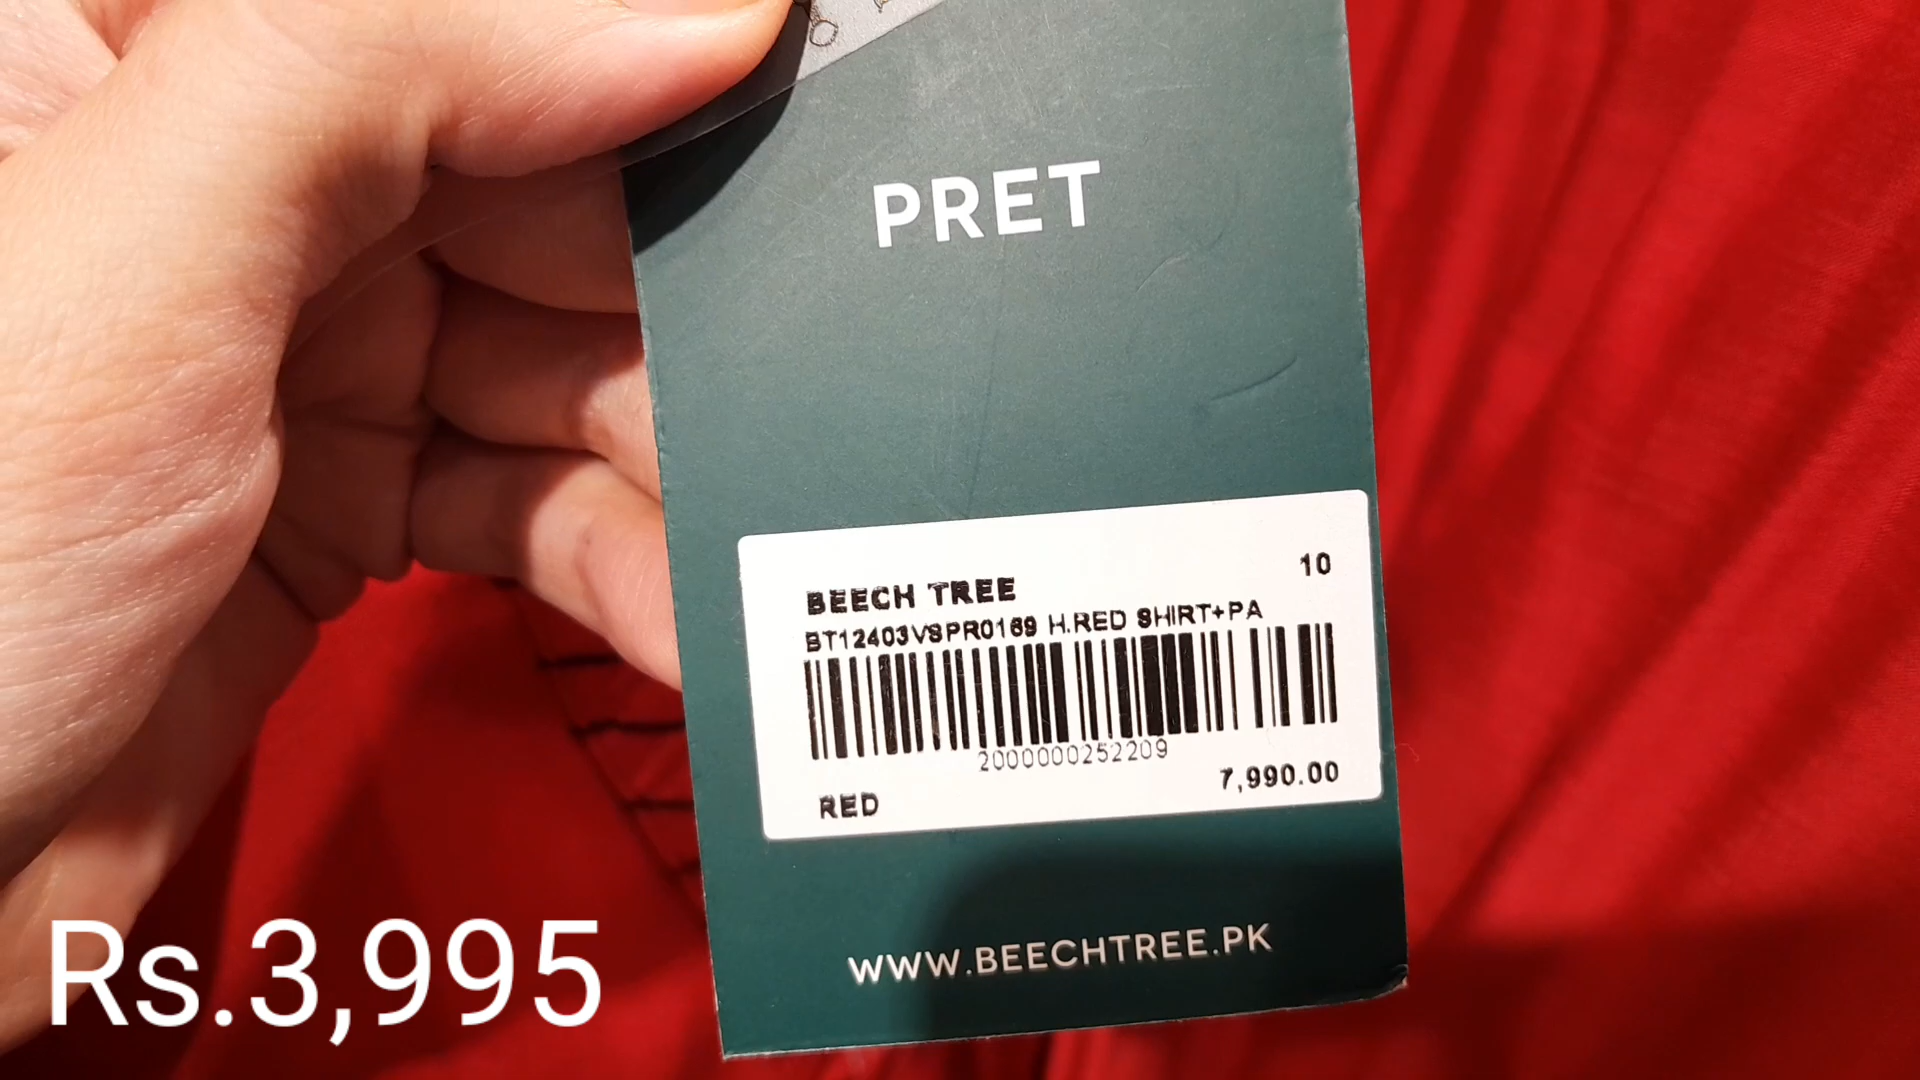 PRET
10
BEECH TREE
BT12403VSPR0169 H.RED SHIRT+PA
2000000252209
RED 7,990.00
WWW.BEECHTREE.PK
Rs.3,995